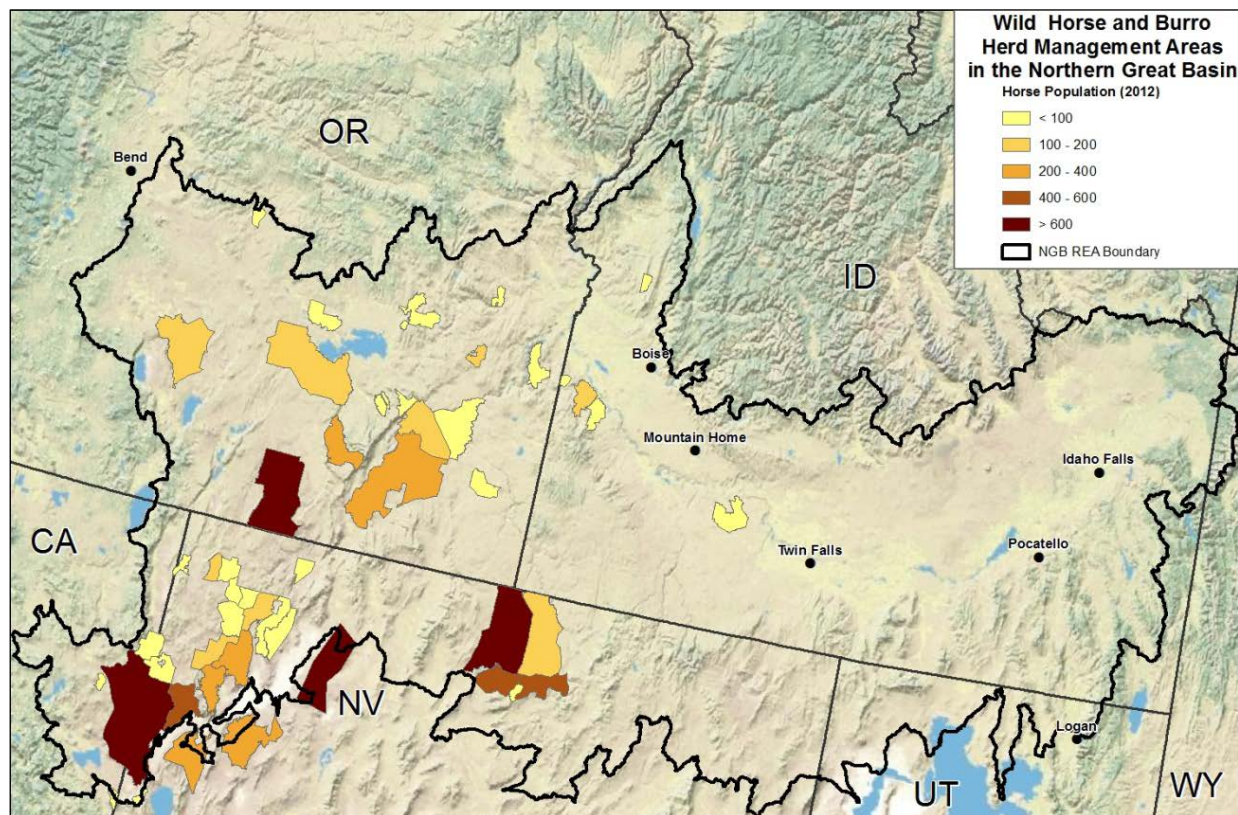 Wild Horse and Burro
Herd Management Areas
in the Northern Great Basin
Horse Population (2012)
< 100
100 - 200
200 - 400
400 - 600
> 600
NGB REA Boundary
OR
Bend
ID
Boise
Mountain Home
Idaho Falls
CA
Twin Falls
Pocatello
NV
Logan
UT
WY